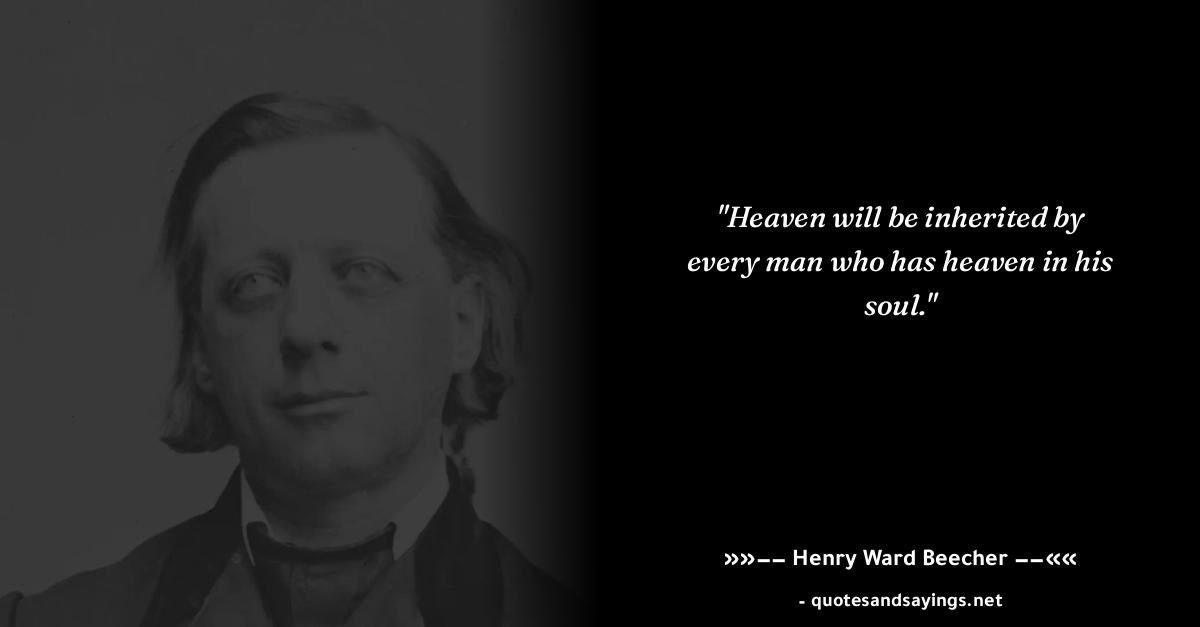 "Heaven will be inherited by
every man who has heaven in his
soul."
»»−− Henry Ward Beecher −−««
- quotesandsayings.net